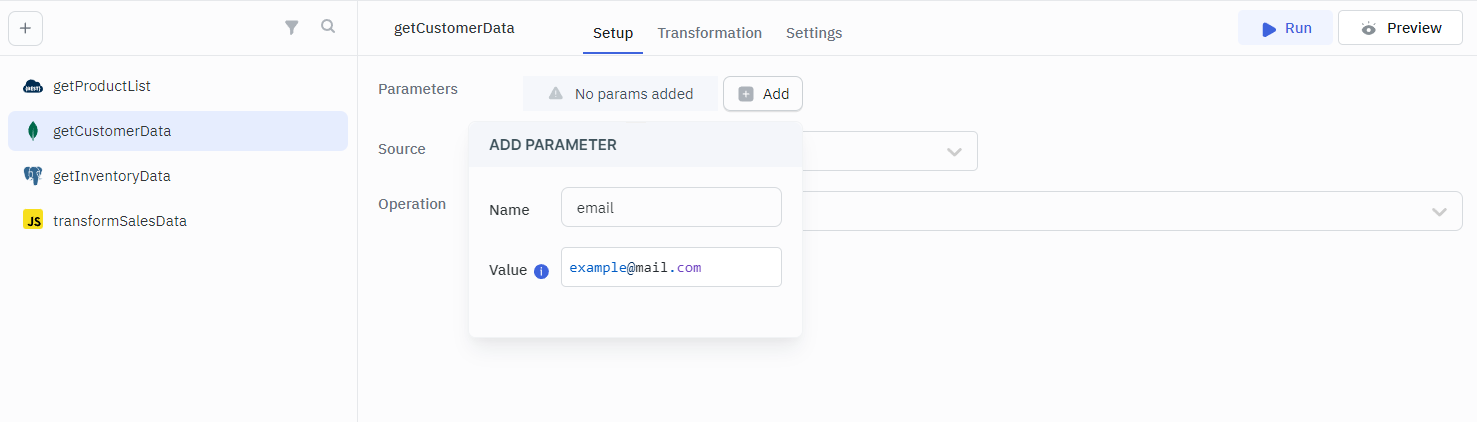 +
getCustomerData
Setup
Transformation
Settings
Run
Preview
{REST} getProductList
getCustomerData
getInventoryData
JS transformSalesData
Parameters
No params added
+ Add
ADD PARAMETER
Source
Name
email
Operation
Value i
example@mail.com